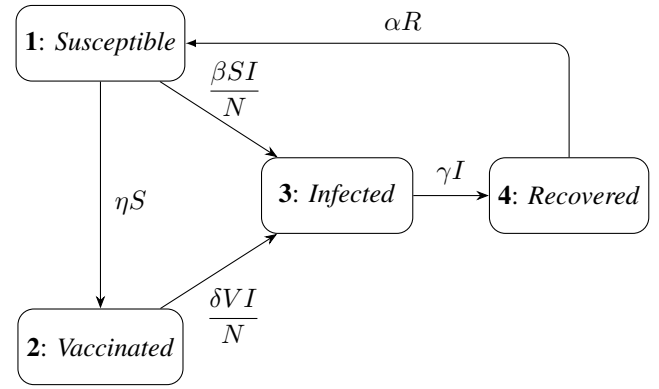 αR
1: Susceptible
βSI
N
3: Infected
γI
4: Recovered
ηS
δVI
N
2: Vaccinated